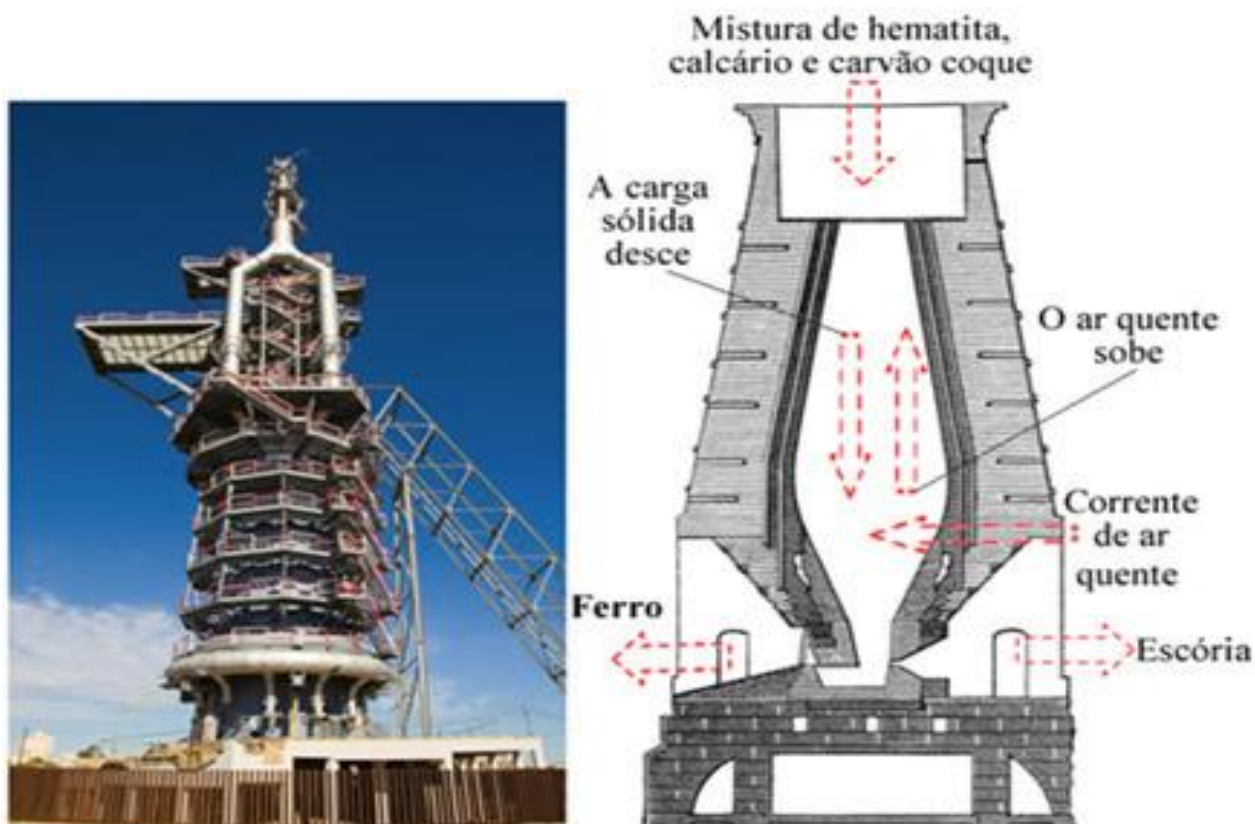 Mistura de hematita,
calcário e carvão coque
A carga
sólida
desce
O ar quente
sobe
Corrente
de ar
quente
Ferro
Escória